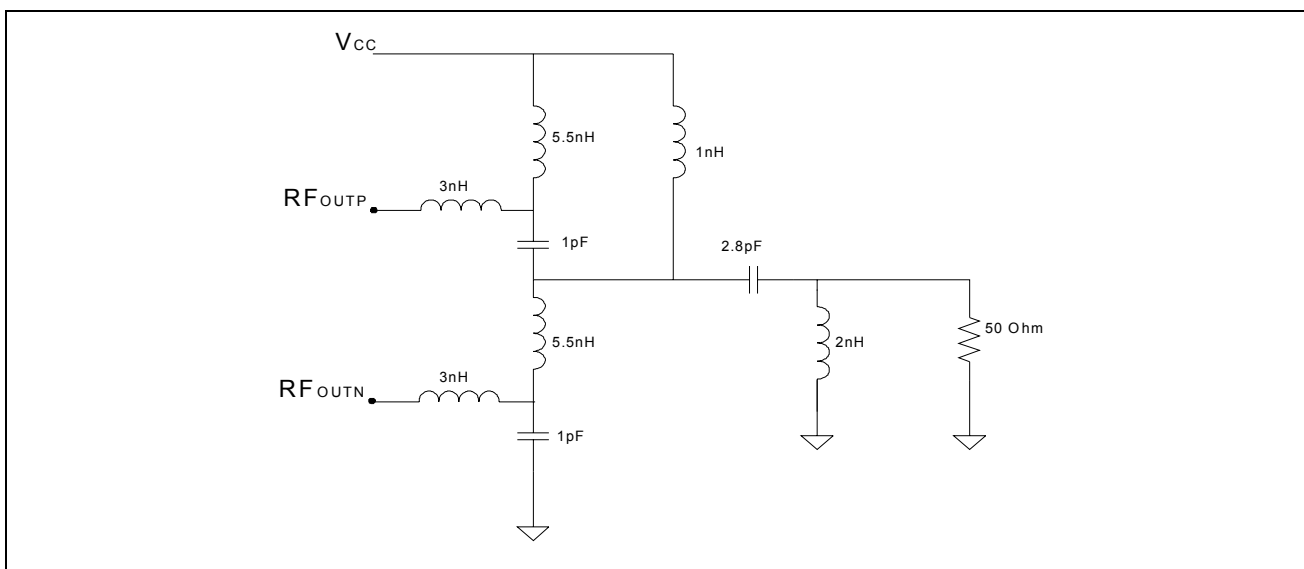 VCC
5.5nH
1nH
3nH
RFOUTP
1pF
2.8pF
5.5nH
2nH
50 Ohm
3nH
RFOUTN
1pF